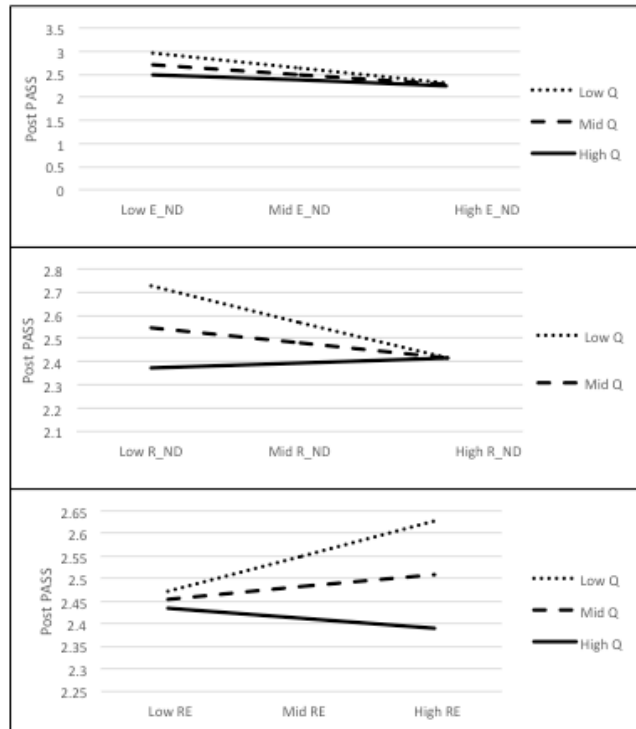 3.5
3
2.5
2
1.5
1
0.5
0
Post PASS
Low E_ND Mid E_ND High E_ND
Low Q
Mid Q
High Q
2.8
2.7
2.6
2.5
2.4
2.3
2.2
2.1
Post PASS
Low R_ND Mid R_ND High R_ND
Low Q
Mid Q
2.65
2.6
2.55
2.5
2.45
2.4
2.35
2.3
2.25
Post PASS
Low RE Mid RE High RE
Low Q
Mid Q
High Q